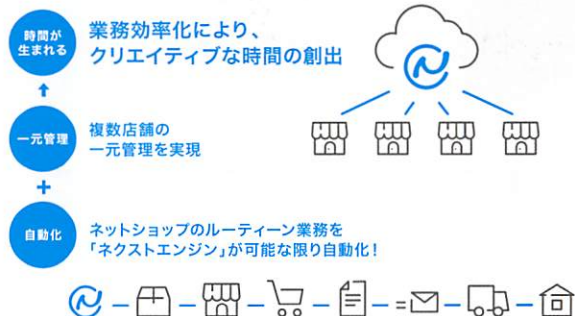 時間が
生まれる
業務効率化により、
クリエイティブな時間の創出
一元管理
複数店舗の
一元管理を実現
自動化
ネットショップのルーティーン業務を
「ネクストエンジン」が可能な限り自動化！